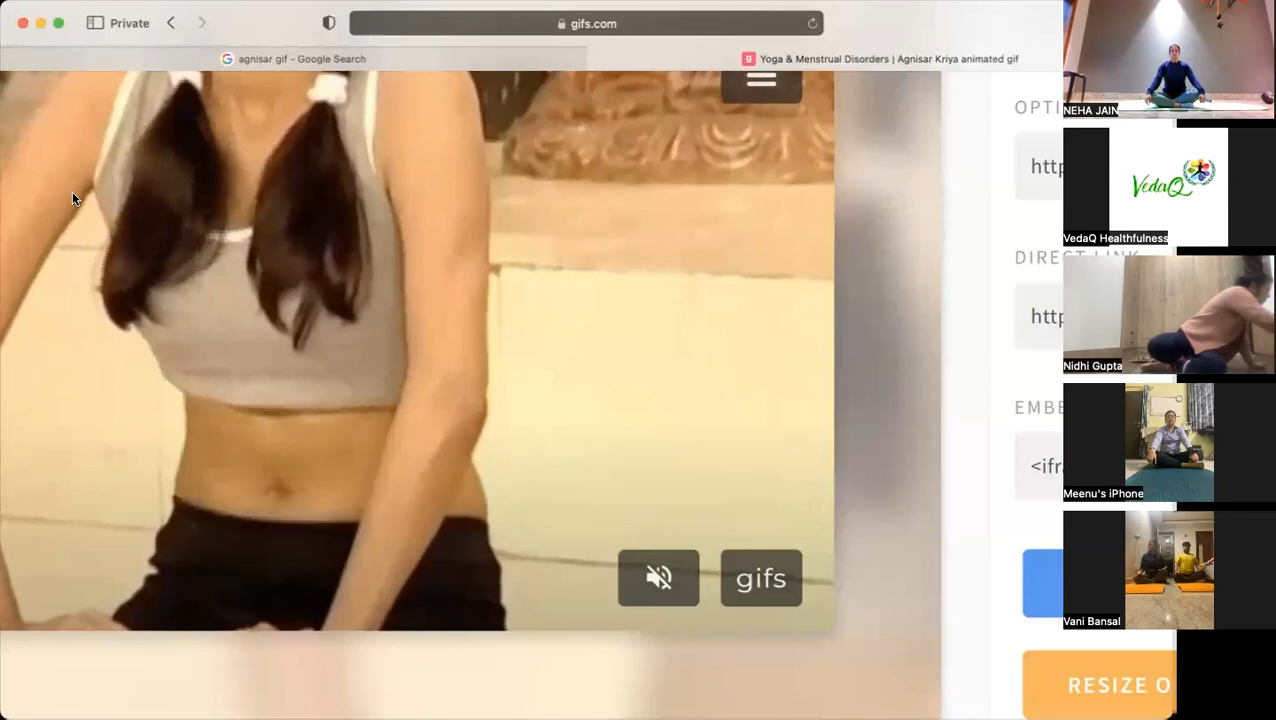 Private
gifs.com
agnisar gif - Google Search
g Yoga & Menstrual Disorders | Agnisar Kriya animated gif
OPTI
http
DIRECT LINK
http
EMBE
<ifr
gifs
RESIZE O
NEHA JAIN
VedaQ
VedaQ Healthfulness
Nidhi Gupta
Meenu's iPhone
Vani Bansal